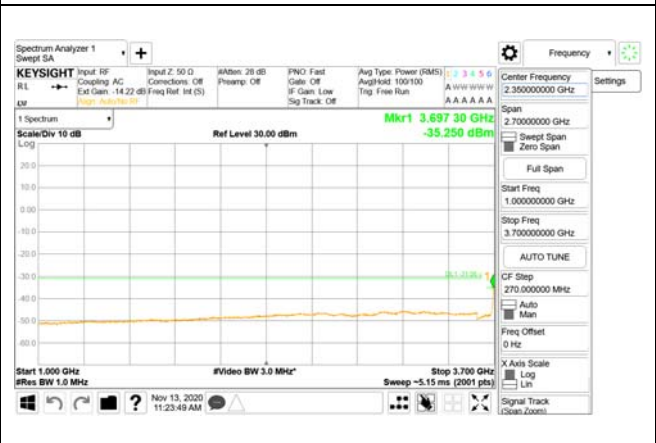 Spectrum Analyzer 1
Swept SA
+
Frequency
KEYSIGHT
RL
Input: RF
Coupling: AC
Ext Gain: -14.22 dB
Align: Auto/No RF
Input Z: 50 Ω
Corrections: Off
Freq Ref: Int (S)
#Atten: 28 dB
Preamp: Off
PNO: Fast
Gate: Off
IF Gain: Low
Sig Track: Off
Avg Type: Power (RMS)
Avg|Hold: 100/100
Trig: Free Run
1 2 3 4 5 6
A W W W W W
A A A A A A
1 Spectrum
Scale/Div 10 dB
Log
Ref Level 30.00 dBm
Mkr1 3.697 30 GHz
-35.250 dBm
20.0
10.0
0.00
-10.0
-20.0
-30.0
-40.0
-50.0
-60.0
1
Start 1.000 GHz
#Res BW 1.0 MHz
#Video BW 3.0 MHz*
Stop 3.700 GHz
Sweep ~5.15 ms (2001 pts)
Nov 13, 2020
11:23:49 AM
Center Frequency
2.350000000 GHz
Settings
Span
2.70000000 GHz
Swept Span
Zero Span
Full Span
Start Freq
1.000000000 GHz
Stop Freq
3.700000000 GHz
AUTO TUNE
CF Step
270.000000 MHz
Auto
Man
Freq Offset
0 Hz
X Axis Scale
Log
Lin
Signal Track
(Span Zoom)